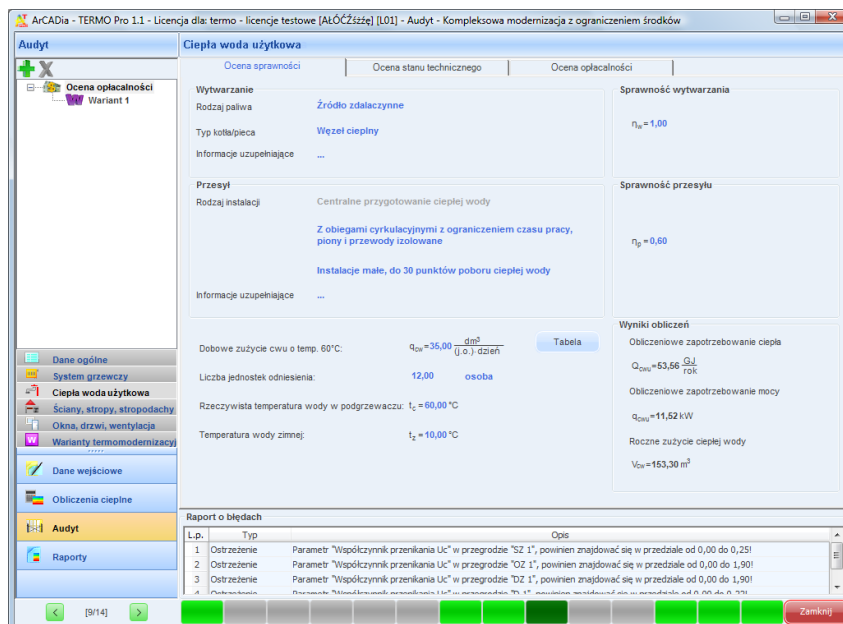 ArCADia - TERMO Pro 1.1 - Licencja dla: termo - licencje testowe [AŁÓĆŹśżźę] [L01] - Audyt - Kompleksowa modernizacja z ograniczeniem środków
Audyt
Ciepła woda użytkowa
Ocena sprawności
Ocena stanu technicznego
Ocena opłacalności
Ocena opłacalności
Wariant 1
Wytwarzanie
Rodzaj paliwa
Źródło zdalaczynne
Typ kotła/pieca
Węzeł cieplny
Informacje uzupełniające
...
Sprawność wytwarzania
ηw = 1,00
Przesył
Rodzaj instalacji
Centralne przygotowanie ciepłej wody
Z obiegami cyrkulacyjnymi z ograniczeniem czasu pracy,
piony i przewody izolowane
Instalacje małe, do 30 punktów poboru ciepłej wody
Informacje uzupełniające
...
Sprawność przesyłu
ηp = 0,60
Dobowe zużycie cwu o temp. 60°C:
qcw = 35,00 dm³/(j.o.)·dzień
Tabela
Liczba jednostek odniesienia:
12,00 osoba
Rzeczywista temperatura wody w podgrzewaczu: tc = 60,00 °C
Temperatura wody zimnej:
tz = 10,00 °C
Wyniki obliczeń
Obliczeniowe zapotrzebowanie ciepła
Qcwu = 53,56 GJ/rok
Obliczeniowe zapotrzebowanie mocy
qcwu = 11,52 kW
Roczne zużycie ciepłej wody
Vcw = 153,30 m³
Dane ogólne
System grzewczy
Ciepła woda użytkowa
Ściany, stropy, stropodachy
Okna, drzwi, wentylacja
Warianty termomodernizacyj
Dane wejściowe
Obliczenia cieplne
Audyt
Raporty
Raport o błędach
L.p. Typ Opis
1 Ostrzeżenie Parametr "Współczynnik przenikania Uc" w przegrodzie "SZ 1", powinien znajdować się w przedziale od 0,00 do 0,25!
2 Ostrzeżenie Parametr "Współczynnik przenikania Uc" w przegrodzie "OZ 1", powinien znajdować się w przedziale od 0,00 do 1,90!
3 Ostrzeżenie Parametr "Współczynnik przenikania Uc" w przegrodzie "DZ 1", powinien znajdować się w przedziale od 0,00 do 1,90!
4 Ostrzeżenie Parametr "Współczynnik przenikania Uc" w przegrodzie
[9/14]
Zamknij